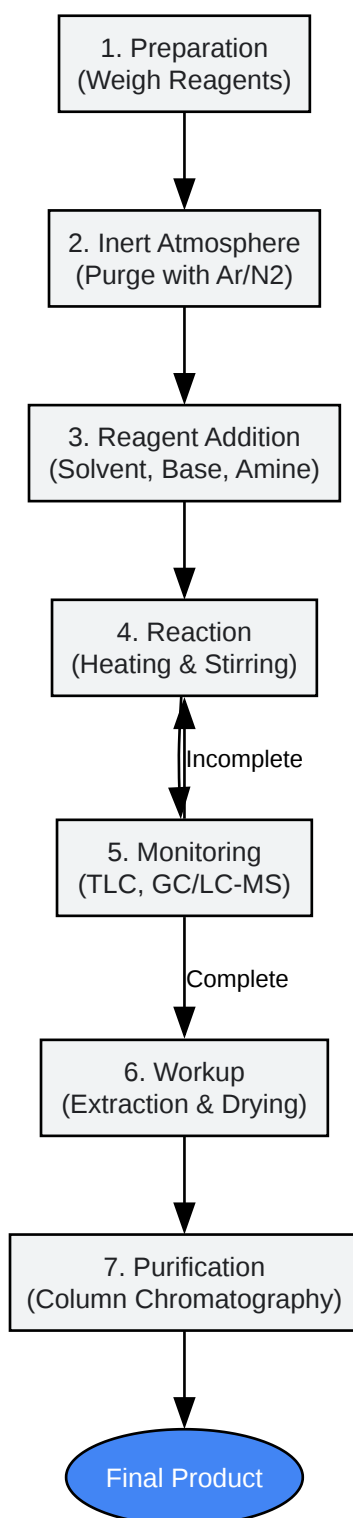 1. Preparation
(Weigh Reagents)
2. Inert Atmosphere
(Purge with Ar/N2)
3. Reagent Addition
(Solvent, Base, Amine)
4. Reaction
(Heating & Stirring)
Incomplete
5. Monitoring
(TLC, GC/LC-MS)
Complete
6. Workup
(Extraction & Drying)
7. Purification
(Column Chromatography)
Final Product